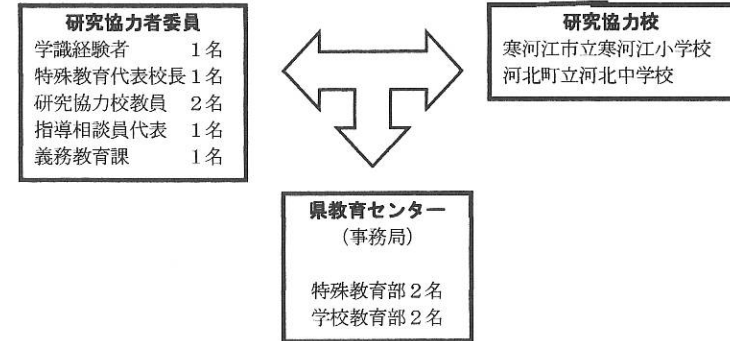 研究協力者委員
学識経験者 1名
特殊教育代表校長1名
研究協力校教員 2名
指導相談員代表 1名
義務教育課 1名
研究協力校
寒河江市立寒河江小学校
河北町立河北中学校
県教育センター
(事務局)
特殊教育部2名
学校教育部2名